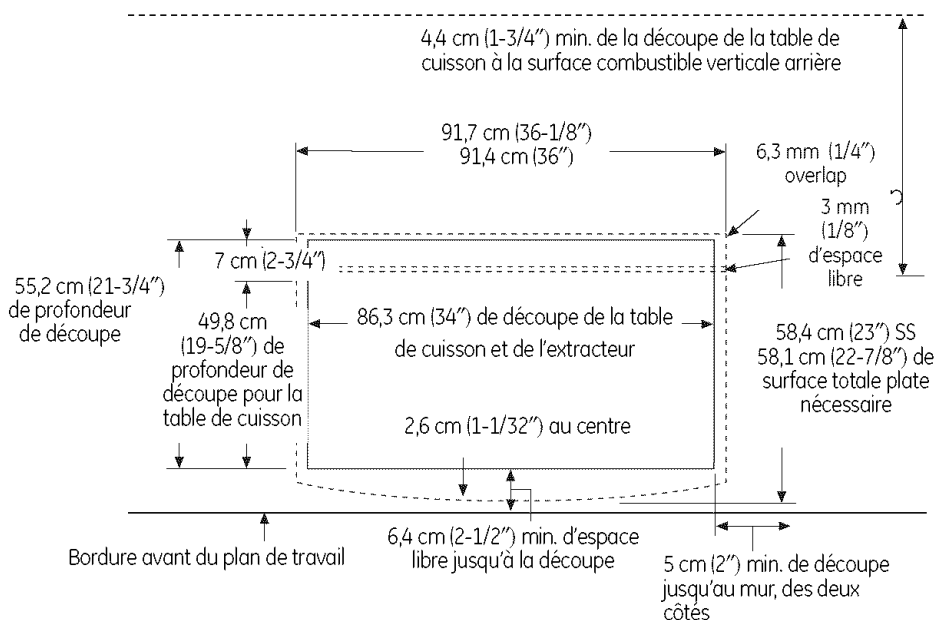 4,4 cm (1-3/4″) min. de la découpe de la table de
cuisson à la surface combustible verticale arrière
91,7 cm (36-1/8″)
91,4 cm (36″)
6,3 mm (1/4″)
overlap
3 mm
(1/8″)
d'espace
libre
7 cm (2-3/4″)
55,2 cm (21-3/4″)
de profondeur
de découpe
49,8 cm
(19-5/8″) de
profondeur de
découpe pour la
table de cuisson
86,3 cm (34″) de découpe de la table
de cuisson et de l'extracteur
58,4 cm (23″) SS
58,1 cm (22-7/8″) de
surface totale plate
nécessaire
2,6 cm (1-1/32″) au centre
Bordure avant du plan de travail
6,4 cm (2-1/2″) min. d'espace
libre jusqu'à la découpe
5 cm (2″) min. de découpe
jusqu'au mur, des deux
côtés